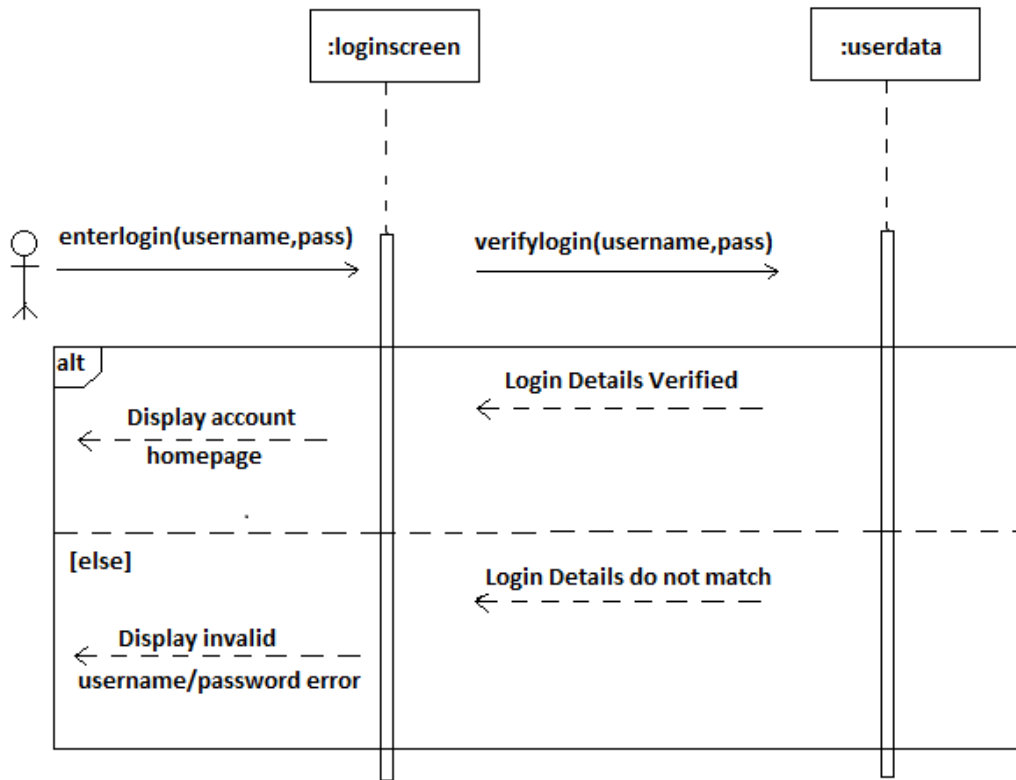 :loginscreen
:userdata
enterlogin(username,pass)
verifylogin(username,pass)
alt
Login Details Verified
Display account
homepage
[else]
Login Details do not match
Display invalid
username/password error